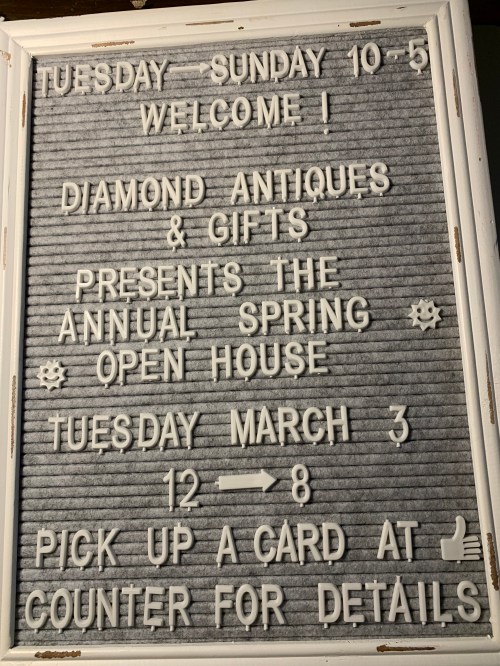 TUESDAY→SUNDAY 10-5
WELCOME!
DIAMOND ANTIQUES
& GIFTS
PRESENTS THE
ANNUAL SPRING
OPEN HOUSE
TUESDAY MARCH 3
12 → 8
PICK UP A CARD AT
COUNTER FOR DETAILS